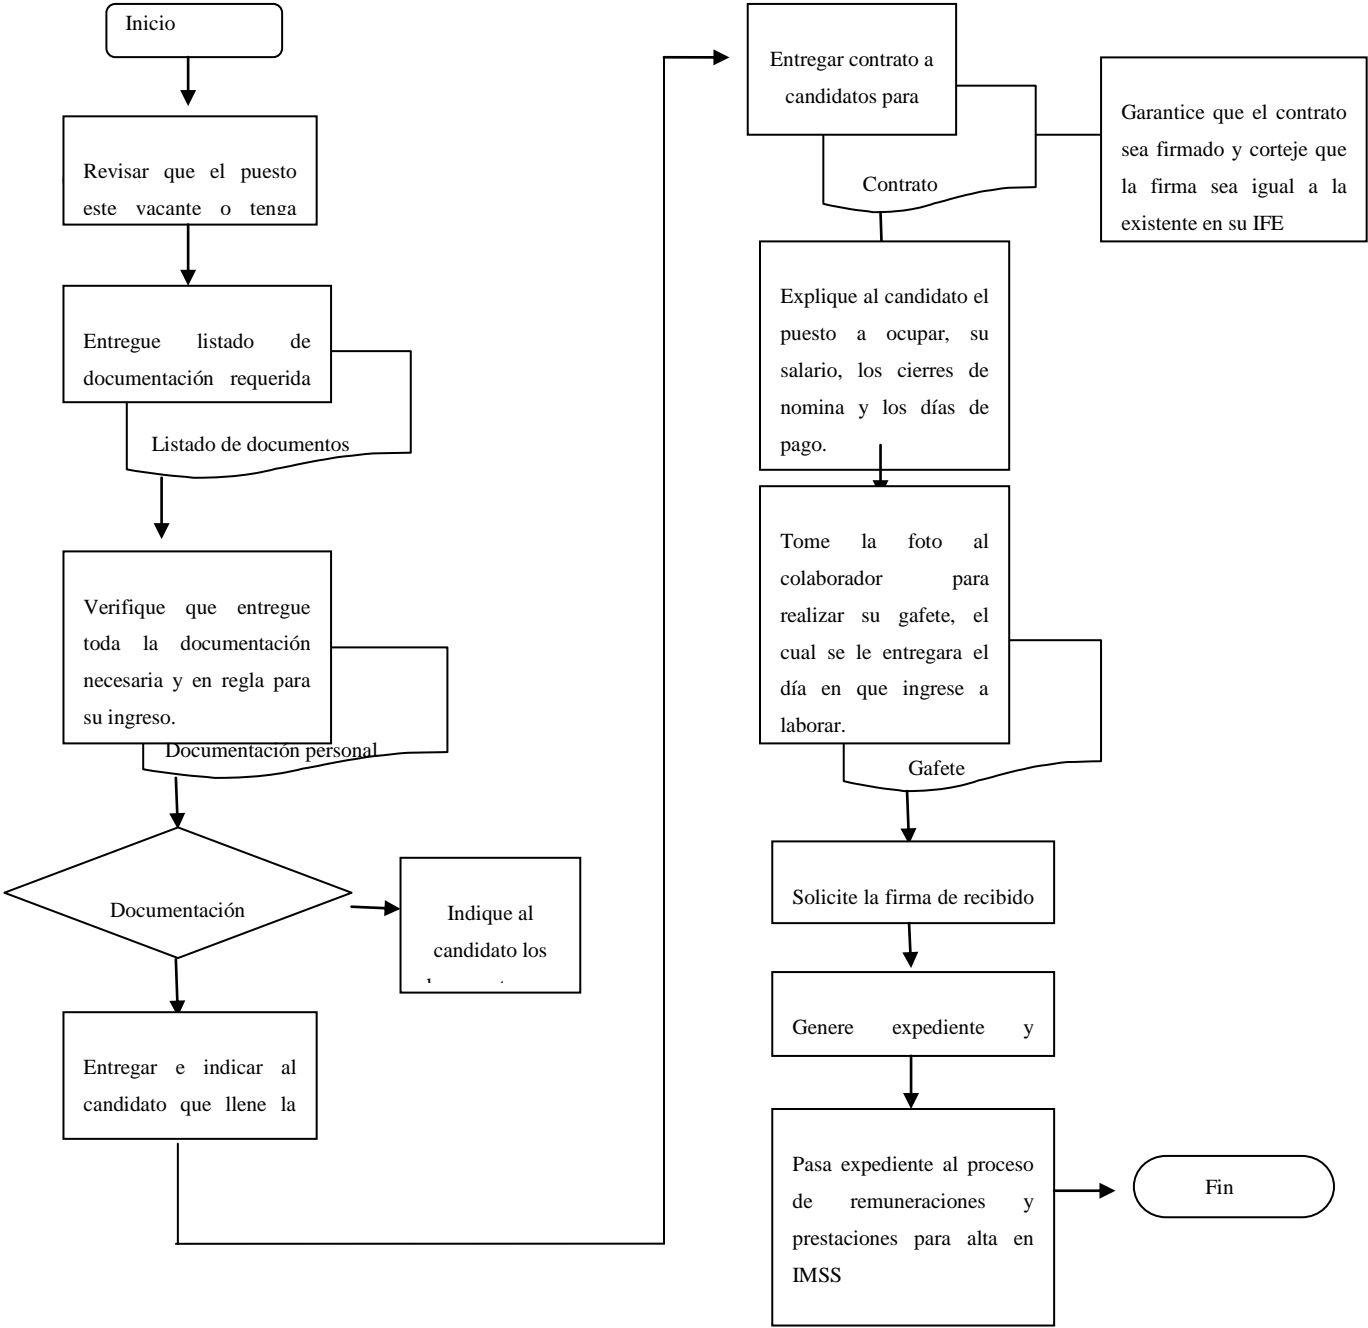 Inicio
Revisar que el puesto
este vacante o tenga
Entregue listado de
documentación requerida
Listado de documentos
Verifique que entregue
toda la documentación
necesaria y en regla para
su ingreso.
Documentación personal
Documentación
Indique al
candidato los
Entregar e indicar al
candidato que llene la
Entregar contrato a
candidatos para
Contrato
Garantice que el contrato
sea firmado y corteje que
la firma sea igual a la
existente en su IFE
Explique al candidato el
puesto a ocupar, su
salario, los cierres de
nomina y los días de
pago.
Tome la foto al
colaborador para
realizar su gafete, el
cual se le entregara el
día en que ingrese a
laborar.
Gafete
Solicite la firma de recibido
Genere expediente y
Pasa expediente al proceso
de remuneraciones y
prestaciones para alta en
IMSS
Fin